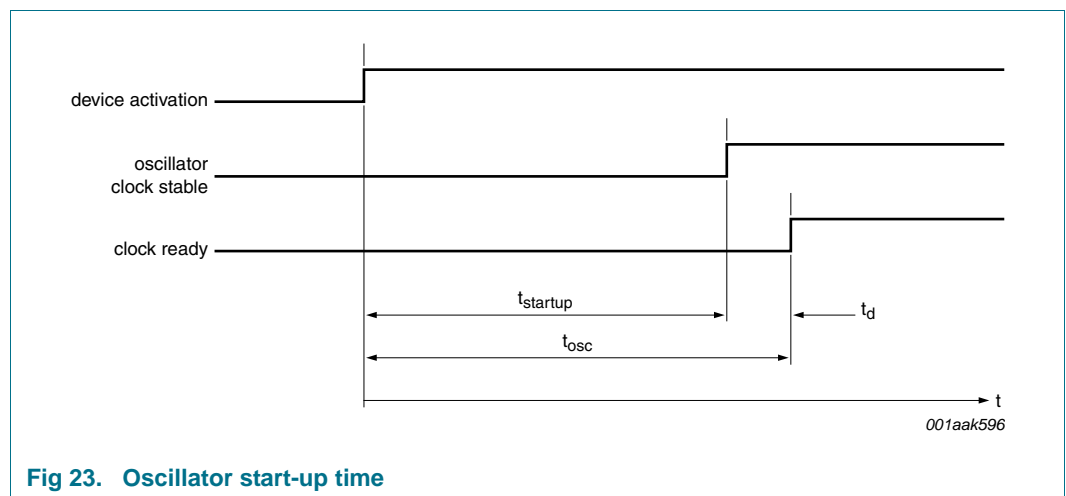 device activation
oscillator
clock stable
clock ready
tstartup
td
tosc
t
001aak596
Fig 23. Oscillator start-up time